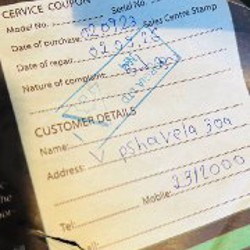 SERVICE COUPON
Model No. Serial No.
Date of purchase: 020923 Sales Centre Stamp
Date of repair:
Nature of complaint:
CUSTOMER DETAILS
Name:
Address: V pshavela 30a
2312000
Tel: Mobile: